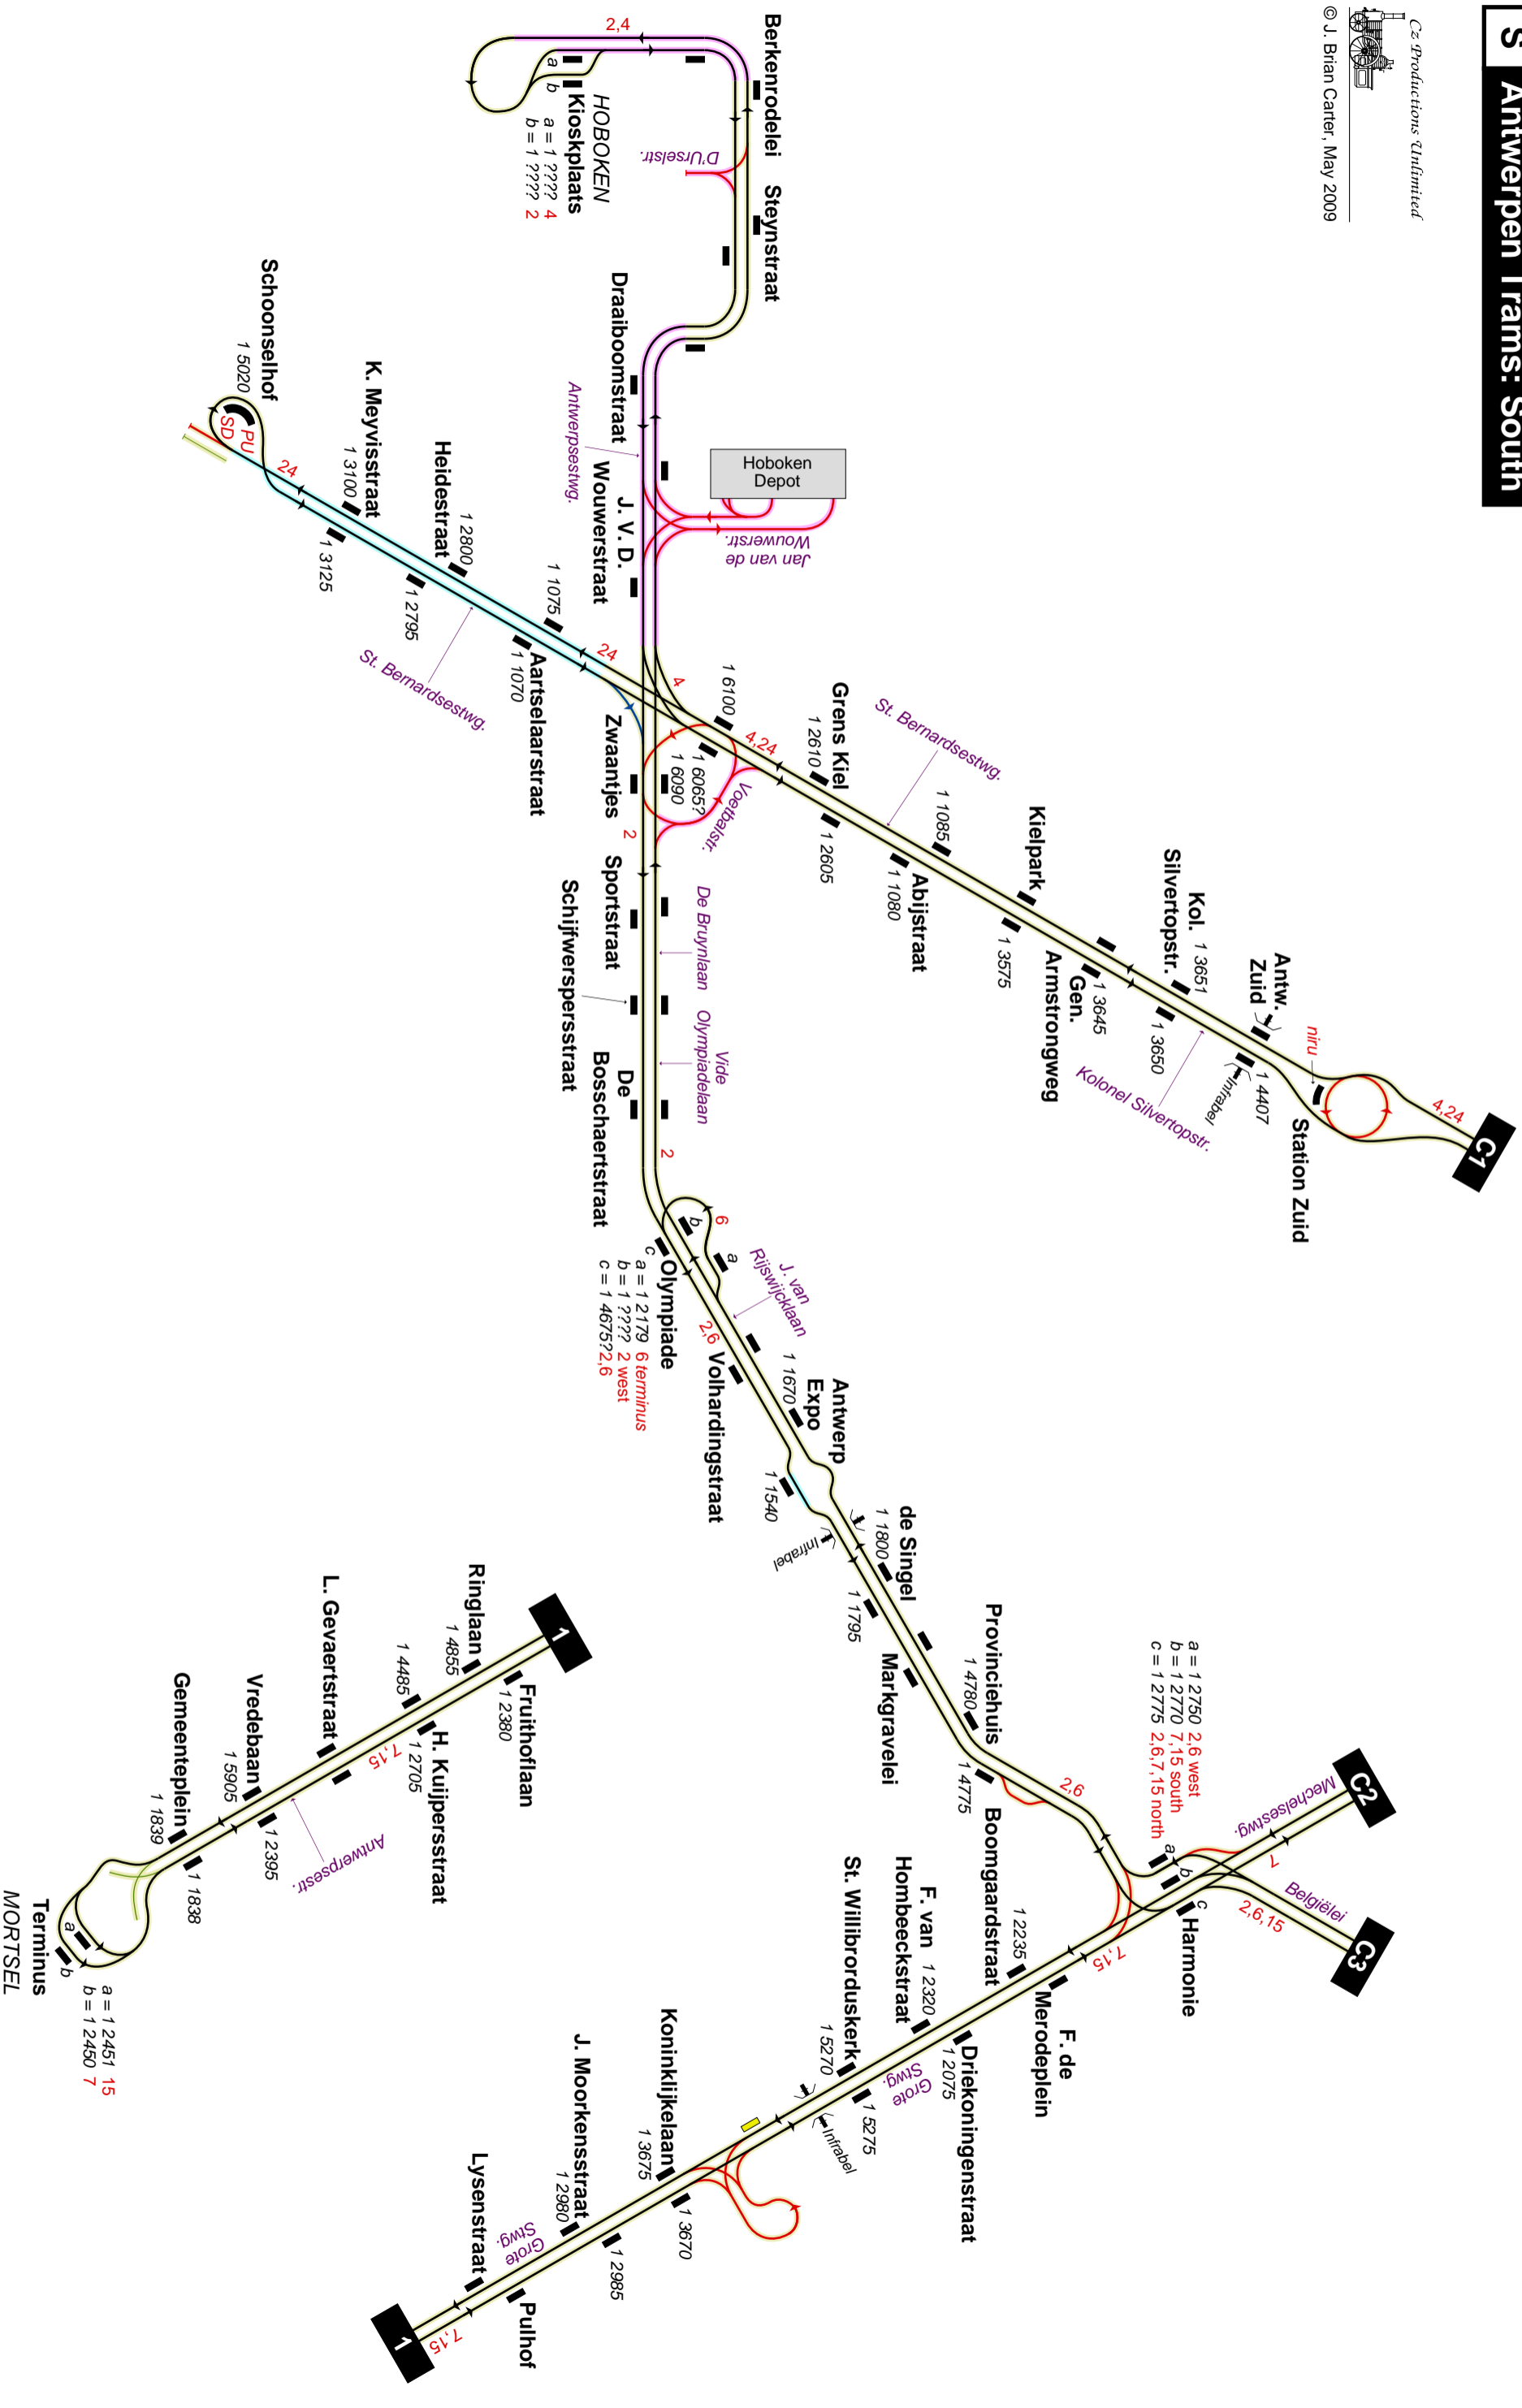 S
Antwerpen Trams: South
Cz Productions Unlimited
© J. Brian Carter, May 2009
2,4
Berkenrodelei
Steynstraat
D'Urselstr.
HOBOKEN
Kioskplaats
a
b
a = 1 ???? 4
b = 1 ???? 2
Draaiboomstraat
Antwerpsestwg.
J. V. D.
Wouwerstraat
Hoboken
Depot
Jan van de
Wouwerstr.
Schoonselhof
1 5020
PU
SD
24
K. Meyvisstraat
1 3100
1 3125
Heidestraat
1 2800
1 2795
St. Bernardsestwg.
1 1075
Aartselaarstraat
1 1070
24
4
1 6100
4,24
1 6065?
1 6090
Zwaantjes
Voetbalstr.
2
Grens Kiel
1 2610
1 2605
St. Bernardsestwg.
1 1085
Abijstraat
1 1080
Kielpark
1 3575
Gen.
Armstrongweg
1 3645
Kol.
Silvertopstr.
1 3651
1 3650
Kolonel Silvertopstr.
Antw.
Zuid
1 4407
Infrabel
niru
Station Zuid
4,24
C1
Sportstraat
De Bruynlaan
Schijfwerpersstraat
Vide
Olympiadelaan
De
Bosschaertstraat
2
6
a
b
c
Olympiade
a = 1 2179 6 terminus
b = 1 ???? 2 west
c = 1 4675?2,6
J. van
Rijswijcklaan
2,6
Volhardingstraat
1 1670
Antwerp
Expo
1 1540
Infrabel
de Singel
1 1800
1 1795
Markgravelei
Provinciehuis
1 4780
1 4775
2,6
a = 1 2750 2,6 west
b = 1 2770 7,15 south
c = 1 2775 2,6,7,15 north
a
b
c
Harmonie
Mechelsestwg.
7
C2
Belgiëlei
2,6,15
C3
7,15
Boomgaardstraat
1 2235
F. de
Merodeplein
F. van
Hombeeckstraat
1 2320
Driekoningenstraat
1 2075
St. Willibrorduskerk
1 5270
1 5275
Grote
Stwg.
Infrabel
Koninklijkelaan
1 3675
1 3670
J. Moorkensstraat
1 2980
1 2985
Grote
Stwg.
Lysenstraat
Pulhof
7,15
1
1
Ringlaan
1 4855
Fruithoflaan
1 2380
1 4485
H. Kuijpersstraat
1 2705
7,15
L. Gevaertstraat
Antwerpsestr.
Vredebaan
1 5905
1 2395
Gemeenteplein
1 1839
1 1838
Terminus
MORTSEL
a
b
a = 1 2451 15
b = 1 2450 7